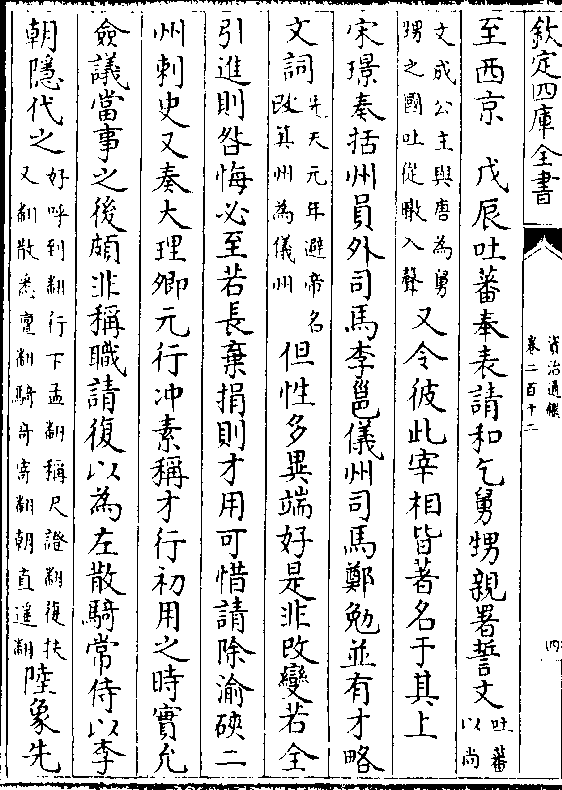 欽定四庫全書
資治通鑑
卷二百十二
四
至西京　戊辰吐蕃奉表請和乞舅甥親署誓文吐蕃以尚
文成公主與唐為舅甥之國吐從暾入聲又令彼此宰相皆著名于其上
宋璟奏括州員外司馬李邕儀州司馬鄭勉並有才略
文詞先天元年避帝名改箕州為儀州但性多異端好是非改變若全
引進則咎悔必至若長棄捐則才用可惜請除渝硤二
州刺史又奏大理卿元行冲素稱才行初用之時實允
僉議當事之後頗非稱職請復以為左散騎常侍以李
朝隱代之好呼到翻行下孟翻稱尺證翻復扶又翻散悉亶翻騎奇寄翻朝直遥翻陸象先